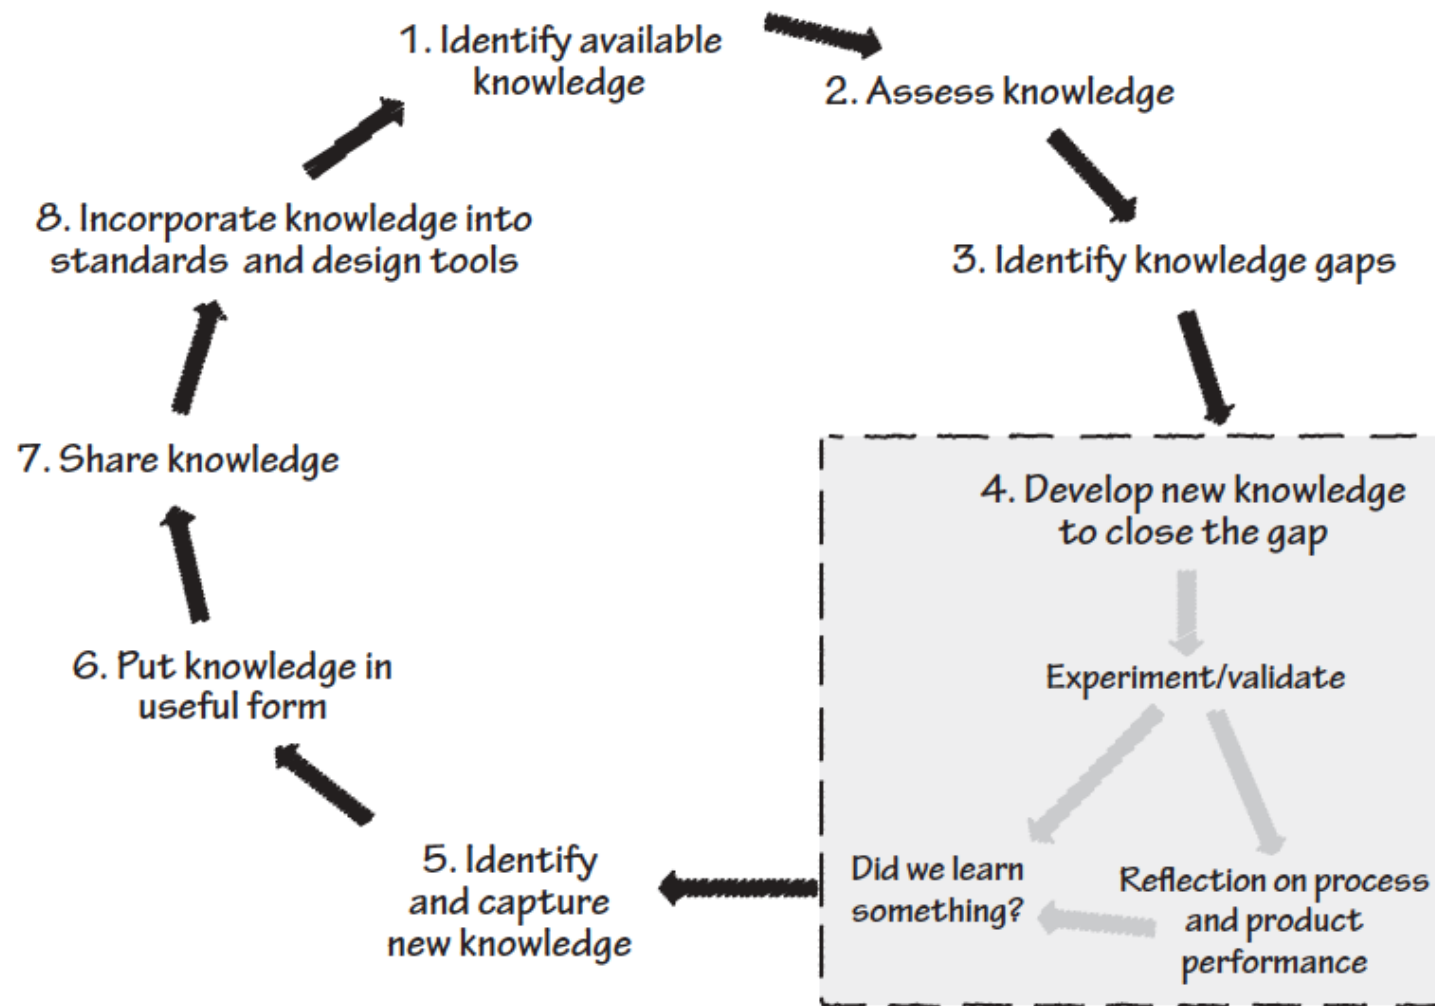 1. Identify available
knowledge
2. Assess knowledge
3. Identify knowledge gaps
4. Develop new knowledge
to close the gap
Experiment/validate
Reflection on process
and product
performance
Did we learn
something?
5. Identify
and capture
new knowledge
6. Put knowledge in
useful form
7. Share knowledge
8. Incorporate knowledge into
standards and design tools